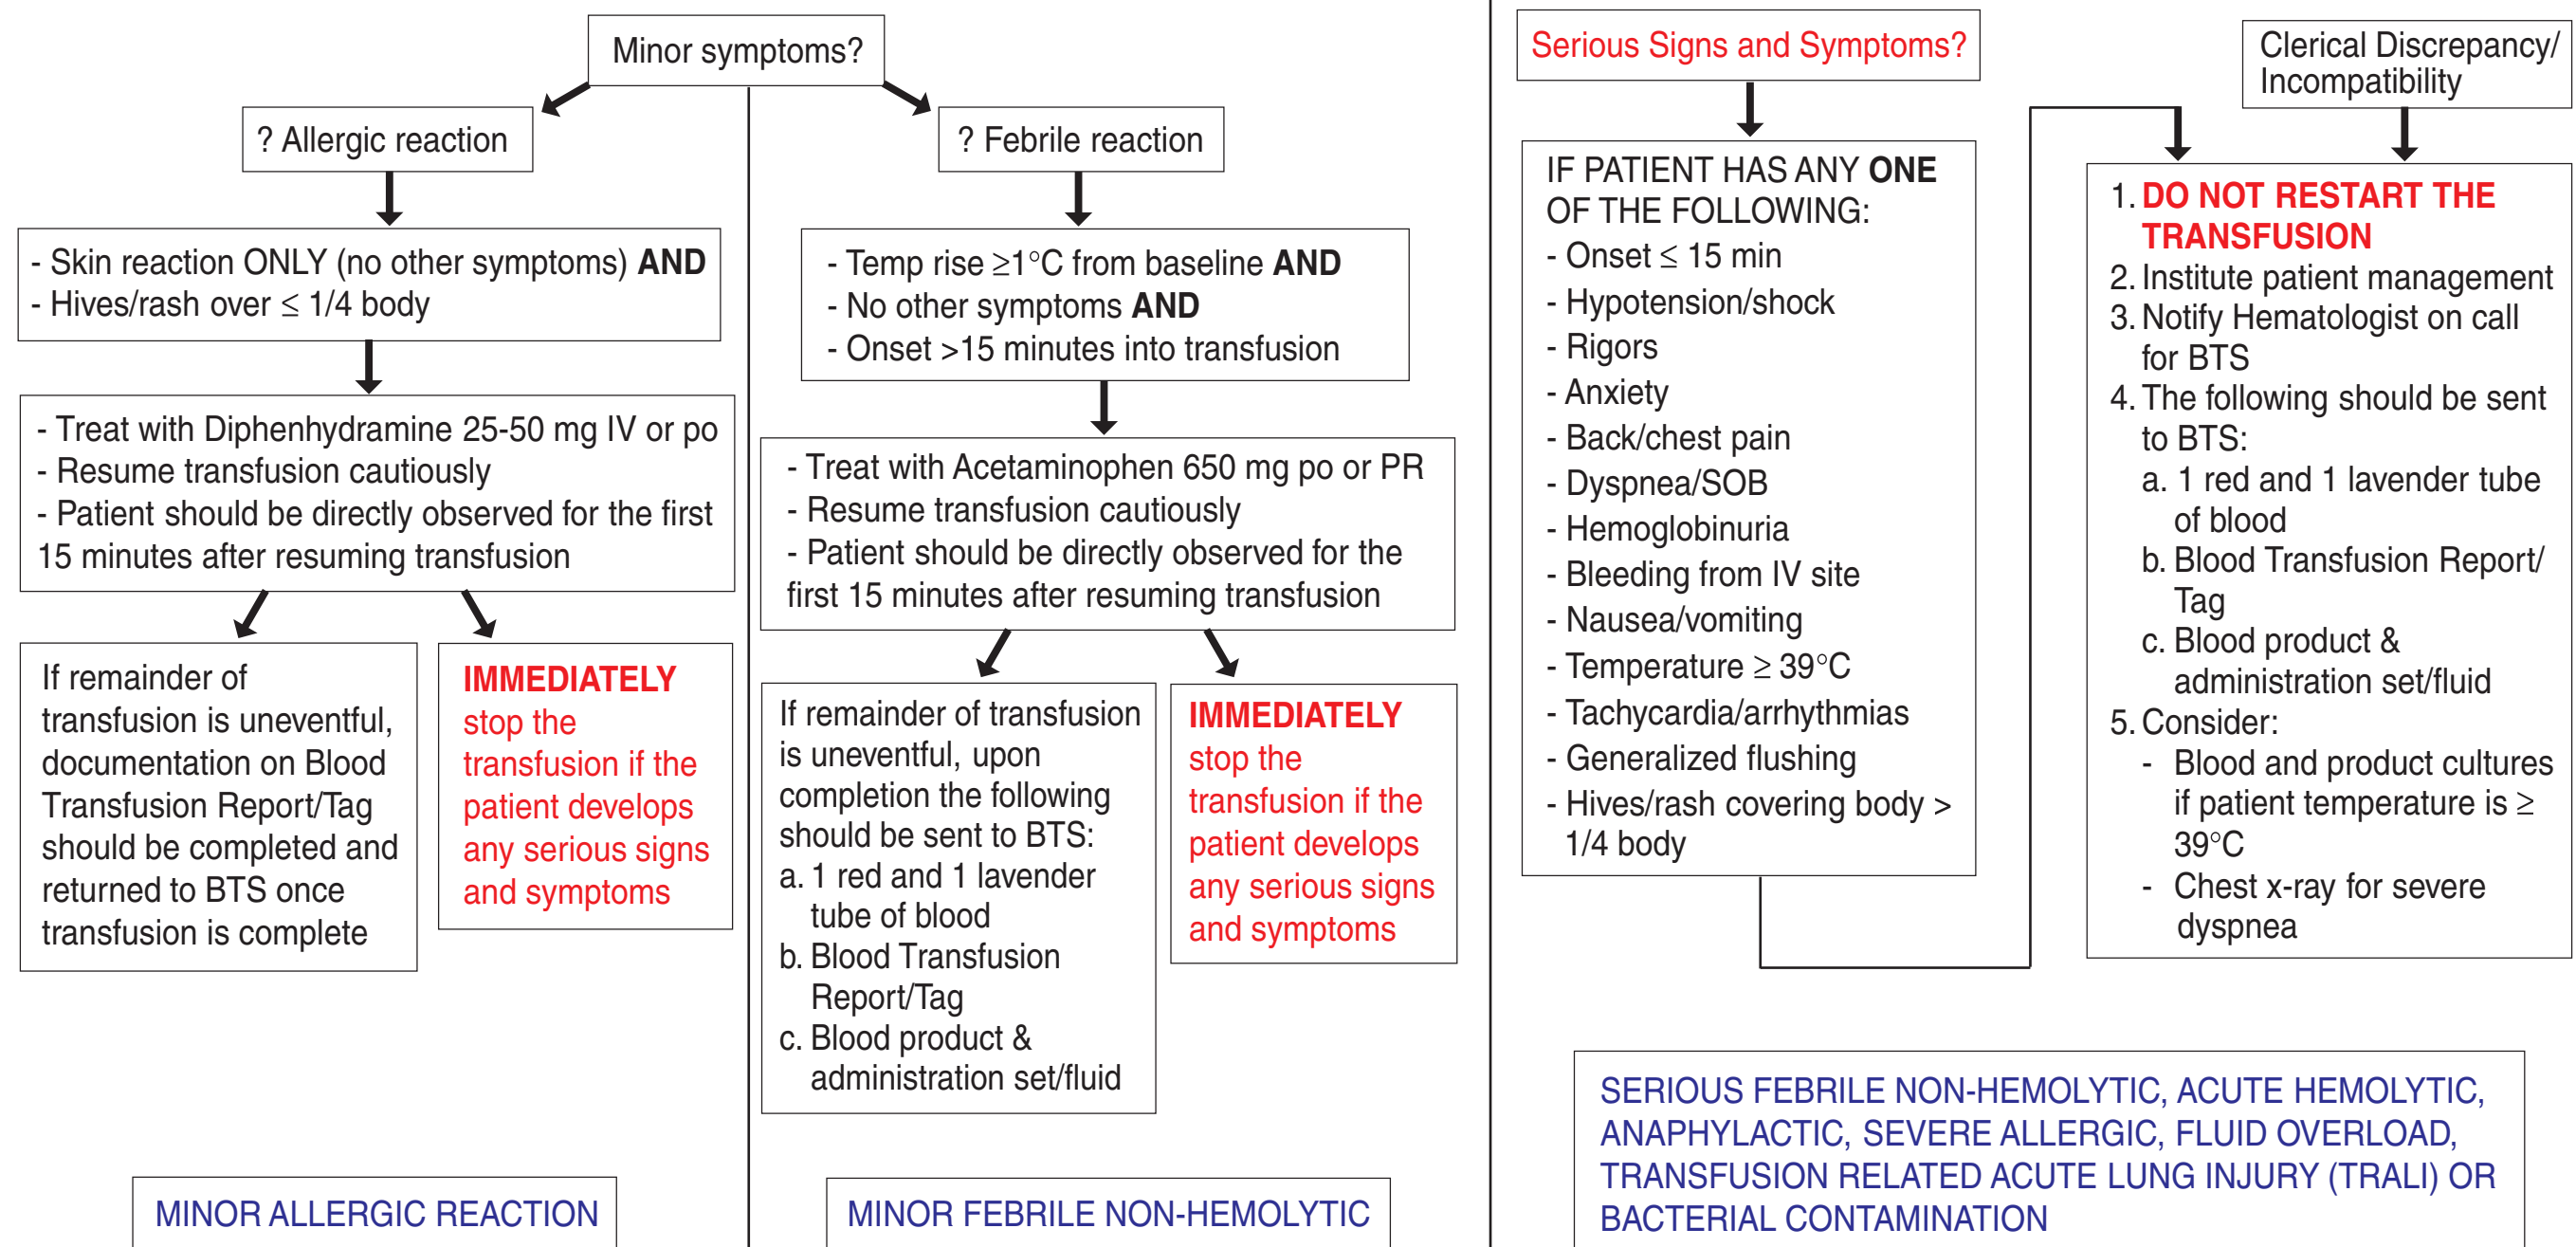 Minor symptoms?
? Allergic reaction
- Skin reaction ONLY (no other symptoms) AND
- Hives/rash over ≤ 1/4 body
- Treat with Diphenhydramine 25-50 mg IV or po
- Resume transfusion cautiously
- Patient should be directly observed for the first
15 minutes after resuming transfusion
If remainder of
transfusion is uneventful,
documentation on Blood
Transfusion Report/Tag
should be completed and
returned to BTS once
transfusion is complete
IMMEDIATELY
stop the
transfusion if the
patient develops
any serious signs
and symptoms
MINOR ALLERGIC REACTION
? Febrile reaction
- Temp rise ≥1°C from baseline AND
- No other symptoms AND
- Onset >15 minutes into transfusion
- Treat with Acetaminophen 650 mg po or PR
- Resume transfusion cautiously
- Patient should be directly observed for the
first 15 minutes after resuming transfusion
If remainder of transfusion
is uneventful, upon
completion the following
should be sent to BTS:
a. 1 red and 1 lavender
tube of blood
b. Blood Transfusion
Report/Tag
c. Blood product &
administration set/fluid
IMMEDIATELY
stop the
transfusion if the
patient develops
any serious signs
and symptoms
MINOR FEBRILE NON-HEMOLYTIC
Serious Signs and Symptoms?
IF PATIENT HAS ANY ONE
OF THE FOLLOWING:
- Onset ≤ 15 min
- Hypotension/shock
- Rigors
- Anxiety
- Back/chest pain
- Dyspnea/SOB
- Hemoglobinuria
- Bleeding from IV site
- Nausea/vomiting
- Temperature ≥ 39°C
- Tachycardia/arrhythmias
- Generalized flushing
- Hives/rash covering body >
1/4 body
Clerical Discrepancy/
Incompatibility
1. DO NOT RESTART THE
TRANSFUSION
2. Institute patient management
3. Notify Hematologist on call
for BTS
4. The following should be sent
to BTS:
a. 1 red and 1 lavender tube
of blood
b. Blood Transfusion Report/
Tag
c. Blood product &
administration set/fluid
5. Consider:
- Blood and product cultures
if patient temperature is ≥
39°C
- Chest x-ray for severe
dyspnea
SERIOUS FEBRILE NON-HEMOLYTIC, ACUTE HEMOLYTIC,
ANAPHYLACTIC, SEVERE ALLERGIC, FLUID OVERLOAD,
TRANSFUSION RELATED ACUTE LUNG INJURY (TRALI) OR
BACTERIAL CONTAMINATION